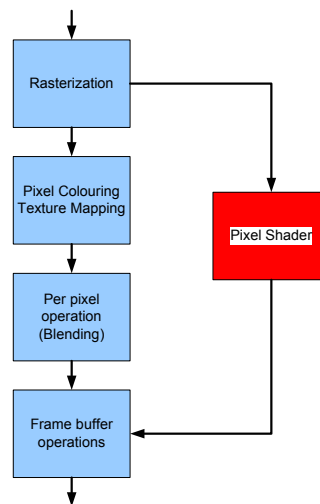 Rasterization
Pixel Colouring
Texture Mapping
Pixel Shader
Per pixel
operation
(Blending)
Frame buffer
operations